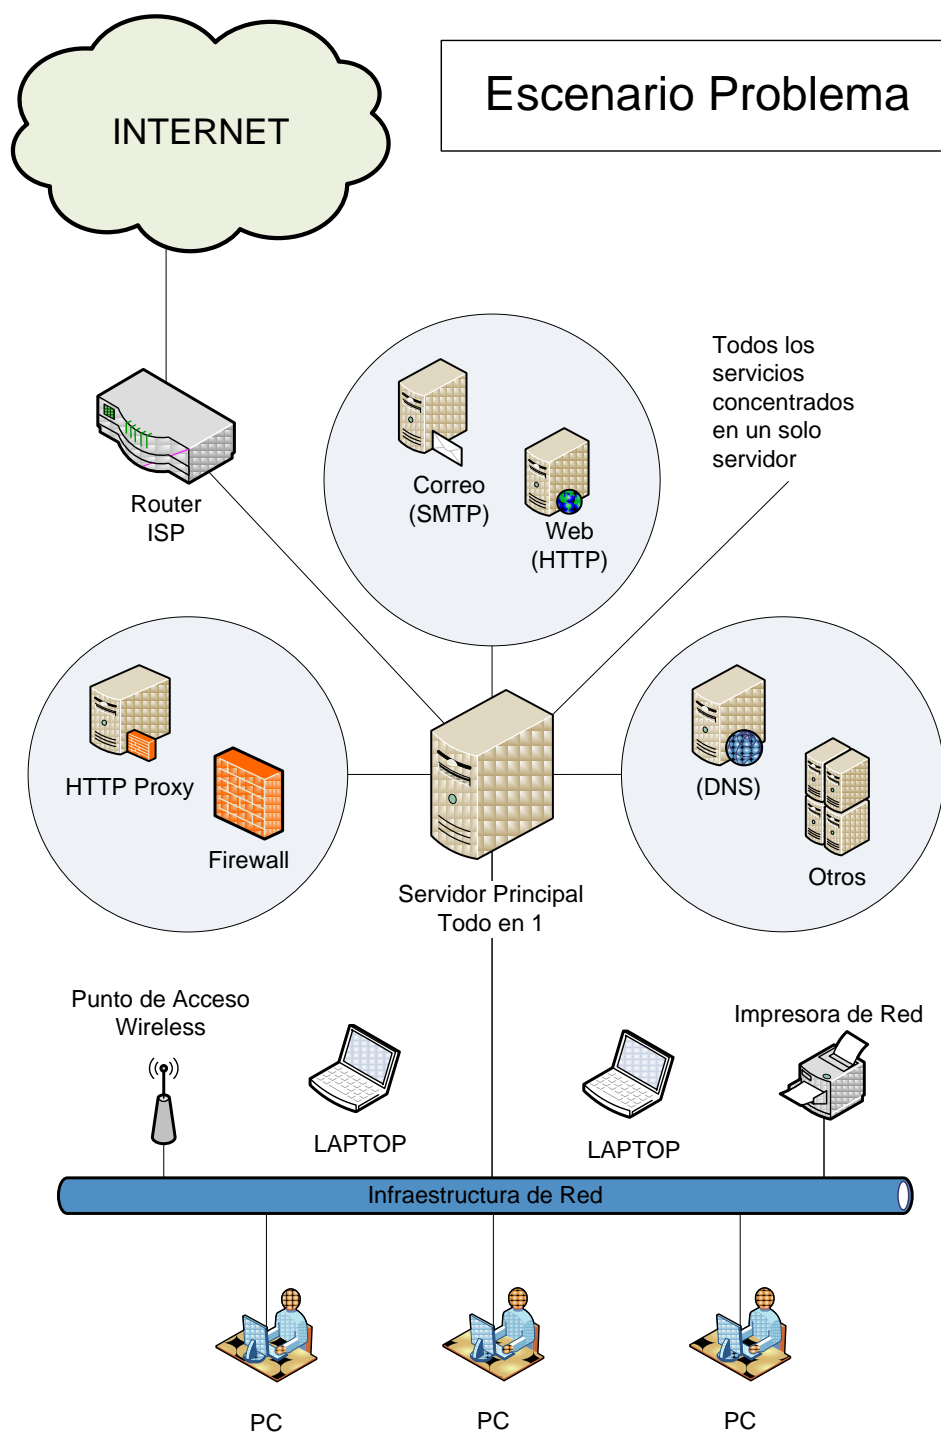 INTERNET
Escenario Problema
Todos los
servicios
concentrados
en un solo
servidor
Router
ISP
Correo
(SMTP)
Web
(HTTP)
HTTP Proxy
Firewall
(DNS)
Otros
Servidor Principal
Todo en 1
Punto de Acceso
Wireless
LAPTOP
LAPTOP
Impresora de Red
Infraestructura de Red
PC
PC
PC